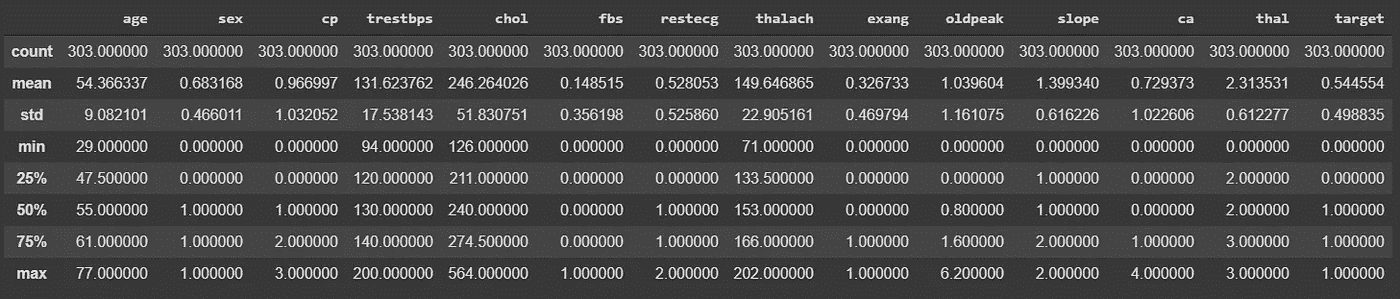 age sex cp trestbps chol fbs restecg thalach exang oldpeak slope ca thal target
count 303.000000 303.000000 303.000000 303.000000 303.000000 303.000000 303.000000 303.000000 303.000000 303.000000 303.000000 303.000000 303.000000 303.000000
mean 54.366337 0.683168 0.966997 131.623762 246.264026 0.148515 0.528053 149.646865 0.326733 1.039604 1.399340 0.729373 2.313531 0.544554
std 9.082101 0.466011 1.032052 17.538143 51.830751 0.356198 0.525860 22.905161 0.469794 1.161075 0.616226 1.022606 0.612277 0.498835
min 29.000000 0.000000 0.000000 94.000000 126.000000 0.000000 0.000000 71.000000 0.000000 0.000000 0.000000 0.000000 0.000000 0.000000
25% 47.500000 0.000000 0.000000 120.000000 211.000000 0.000000 0.000000 133.500000 0.000000 0.000000 1.000000 0.000000 2.000000 0.000000
50% 55.000000 1.000000 1.000000 130.000000 240.000000 0.000000 1.000000 153.000000 0.000000 0.800000 1.000000 0.000000 2.000000 1.000000
75% 61.000000 1.000000 2.000000 140.000000 274.500000 0.000000 1.000000 166.000000 1.000000 1.600000 2.000000 1.000000 3.000000 1.000000
max 77.000000 1.000000 3.000000 200.000000 564.000000 1.000000 2.000000 202.000000 1.000000 6.200000 2.000000 4.000000 3.000000 1.000000